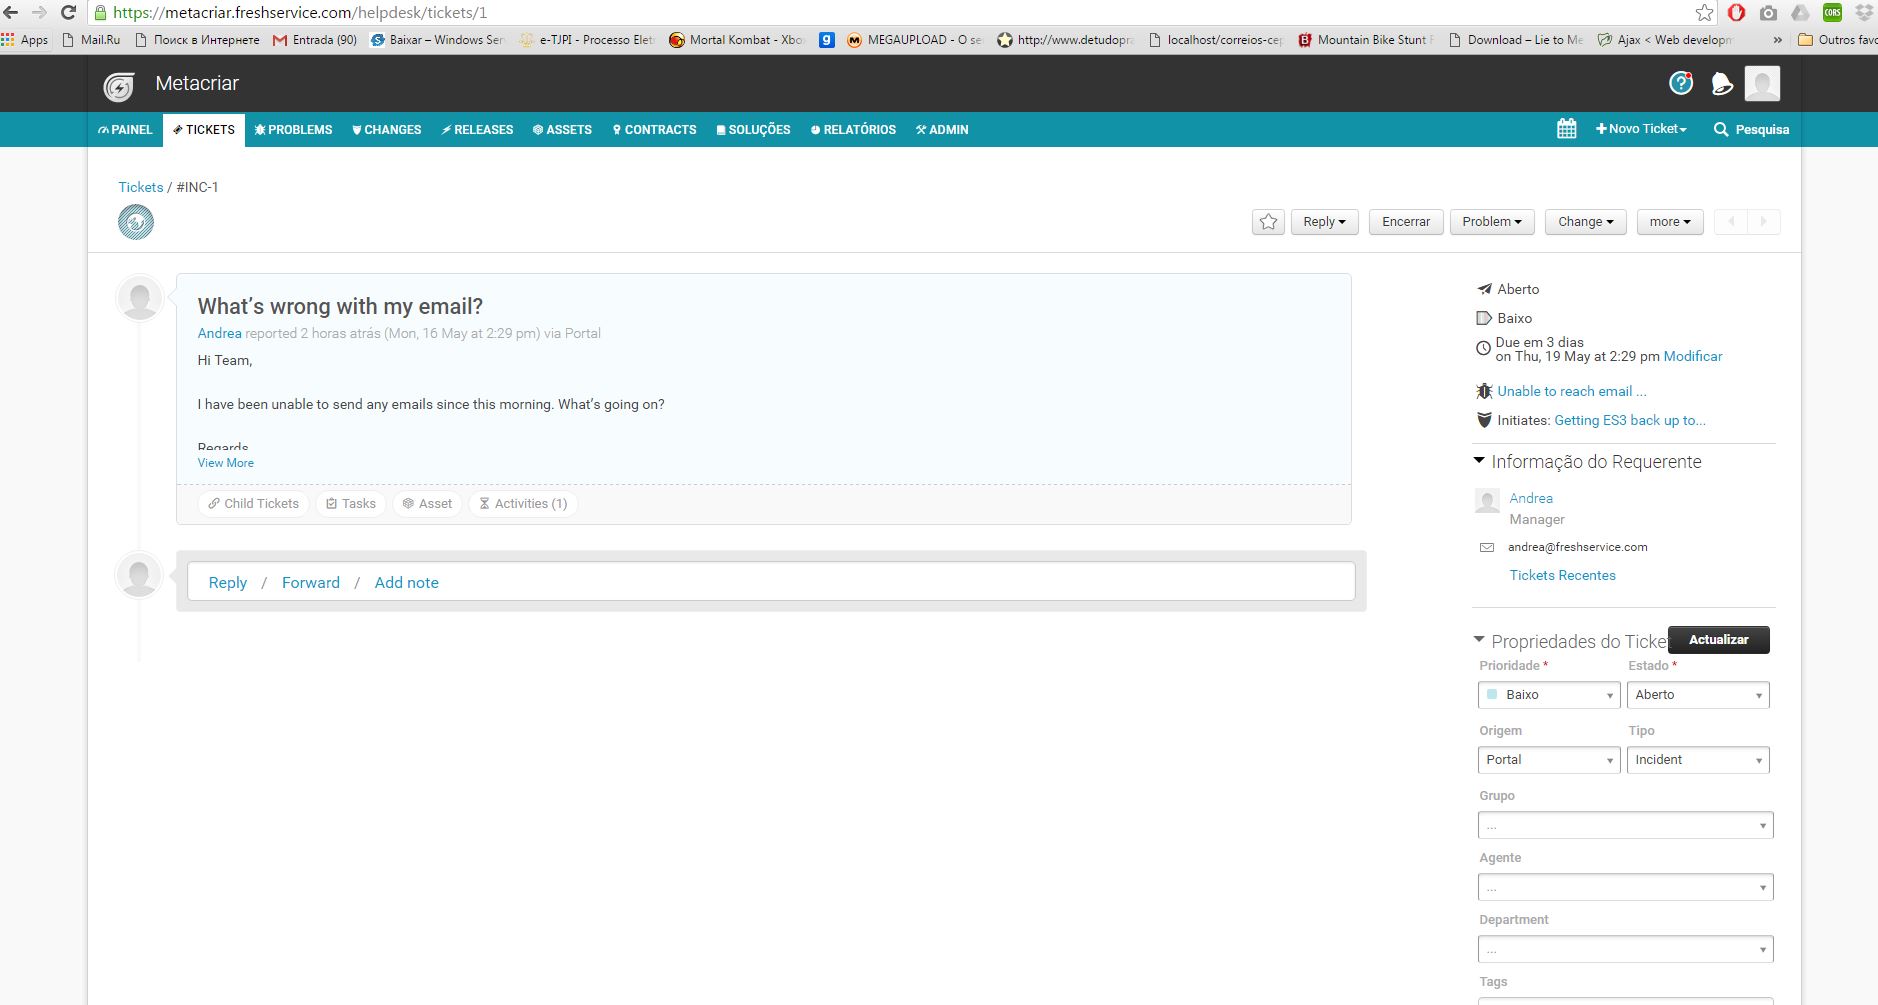 https://metacriar.freshservice.com/helpdesk/tickets/1
Apps Mail.Ru Поиск в Интернете Entrada (90) Baixar – Windows Ser e-TJPI - Processo Elet Mortal Kombat - Xbo g MEGAUPLOAD - O se http://www.detudopra localhost/correios-cep Mountain Bike Stunt Download – Lie to Me Ajax < Web developm » Outros favo
CORS
Metacriar
PAINEL TICKETS PROBLEMS CHANGES RELEASES ASSETS CONTRACTS SOLUÇÕES RELATÓRIOS ADMIN
+Novo Ticket Pesquisa
Tickets / #INC-1
Reply Encerrar Problem Change more
What's wrong with my email?
Andrea reported 2 horas atrás (Mon, 16 May at 2:29 pm) via Portal
Hi Team,
I have been unable to send any emails since this morning. What's going on?
Regards
View More
Child Tickets Tasks Asset Activities (1)
Reply / Forward / Add note
Aberto
Baixo
Due em 3 dias
on Thu, 19 May at 2:29 pm Modificar
Unable to reach email ...
Initiates: Getting ES3 back up to...
Informação do Requerente
Andrea
Manager
andrea@freshservice.com
Tickets Recentes
Propriedades do Ticke Actualizar
Prioridade * Estado *
Baixo Aberto
Origem Tipo
Portal Incident
Grupo
...
Agente
...
Department
...
Tags